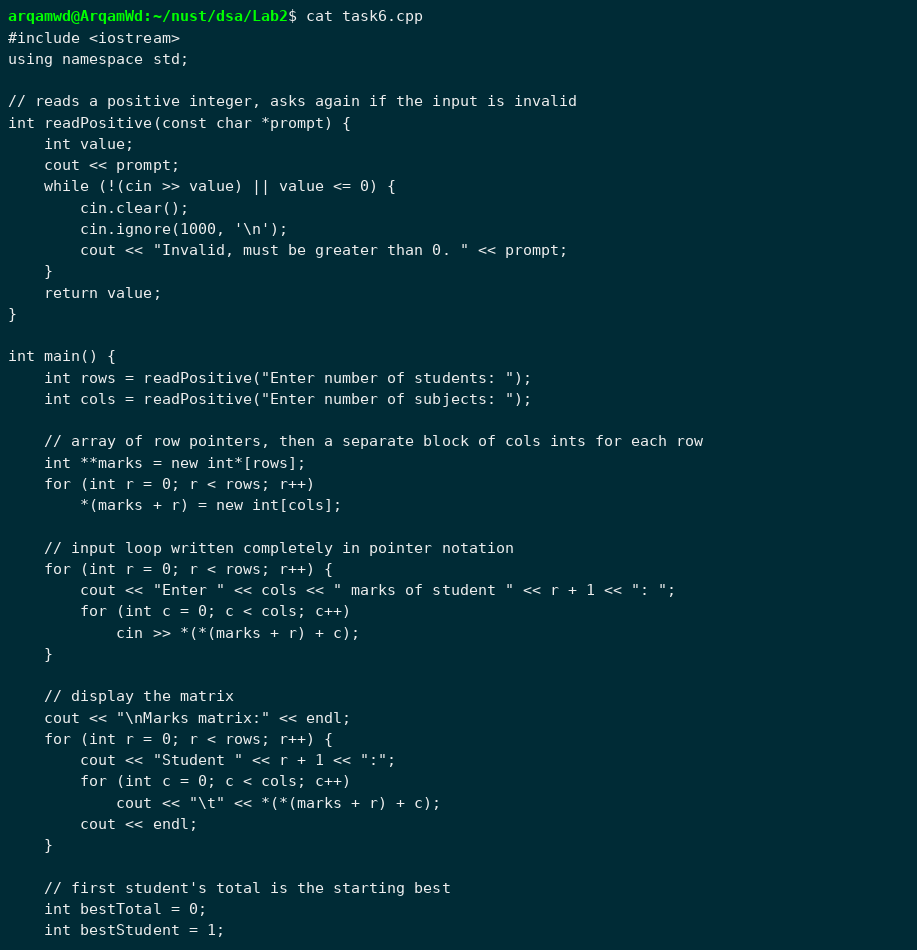 arqamwd@ArqamWd:~/nust/dsa/Lab2$ cat task6.cpp
#include <iostream>
using namespace std;

// reads a positive integer, asks again if the input is invalid
int readPositive(const char *prompt) {
    int value;
    cout << prompt;
    while (!(cin >> value) || value <= 0) {
        cin.clear();
        cin.ignore(1000, '\n');
        cout << "Invalid, must be greater than 0. " << prompt;
    }
    return value;
}

int main() {
    int rows = readPositive("Enter number of students: ");
    int cols = readPositive("Enter number of subjects: ");

    // array of row pointers, then a separate block of cols ints for each row
    int **marks = new int*[rows];
    for (int r = 0; r < rows; r++)
        *(marks + r) = new int[cols];

    // input loop written completely in pointer notation
    for (int r = 0; r < rows; r++) {
        cout << "Enter " << cols << " marks of student " << r + 1 << ": ";
        for (int c = 0; c < cols; c++)
            cin >> *(*(marks + r) + c);
    }

    // display the matrix
    cout << "\nMarks matrix:" << endl;
    for (int r = 0; r < rows; r++) {
        cout << "Student " << r + 1 << ":";
        for (int c = 0; c < cols; c++)
            cout << "\t" << *(*(marks + r) + c);
        cout << endl;
    }

    // first student's total is the starting best
    int bestTotal = 0;
    int bestStudent = 1;